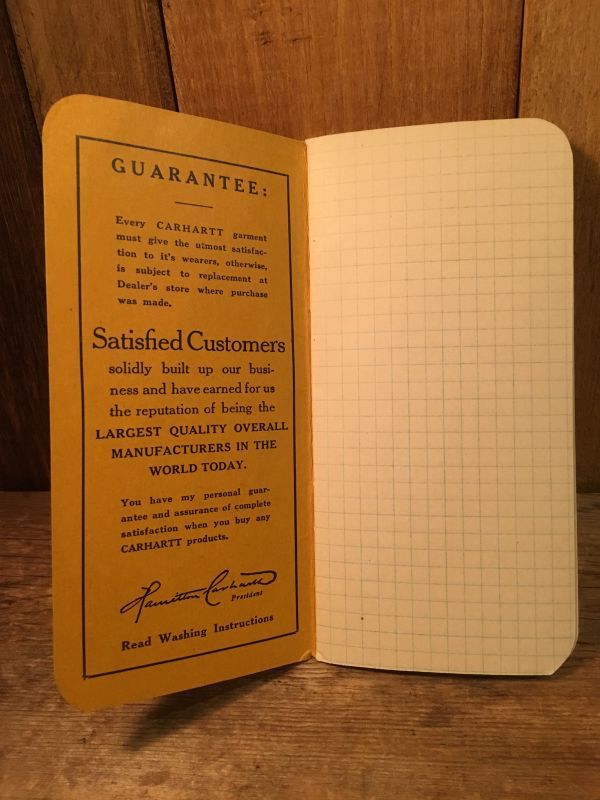 GUARANTEE:
Every CARHARTT garment
must give the utmost satisfac-
tion to it's wearers, otherwise,
is subject to replacement at
Dealer's store where purchase
was made.
Satisfied Customers
solidly built up our busi-
ness and have earned for us
the reputation of being the
LARGEST QUALITY OVERALL
MANUFACTURERS IN THE
WORLD TODAY.
You have my personal guar-
antee and assurance of complete
satisfaction when you buy any
CARHARTT products.
Hamilton Carhartt
President
Read Washing Instructions